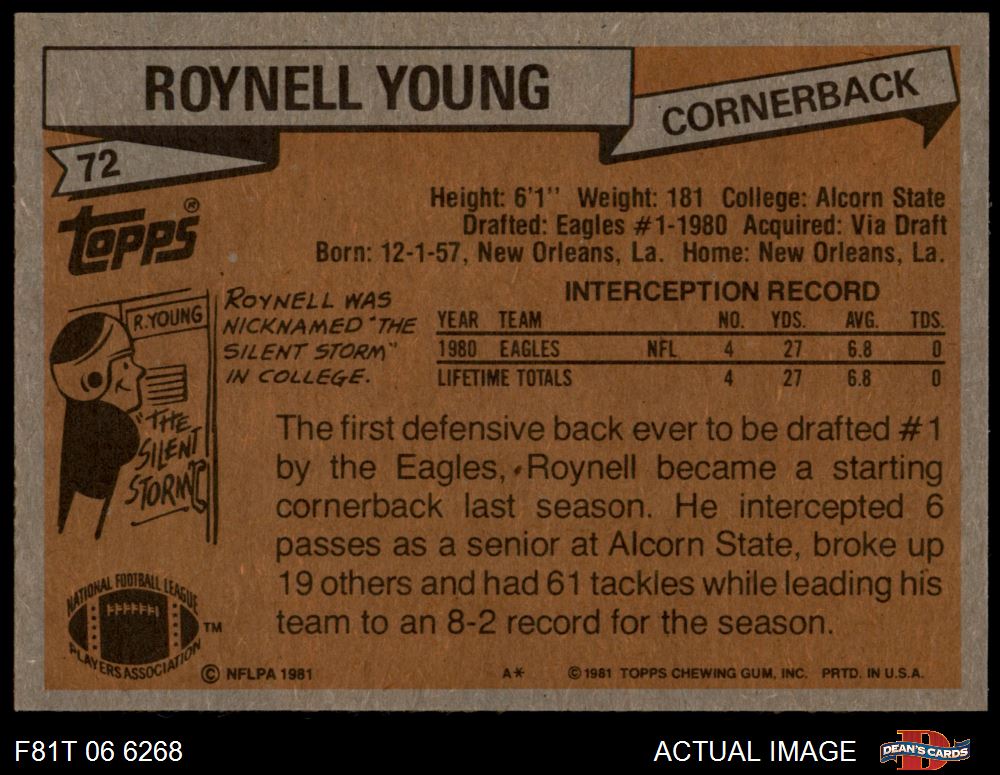 ROYNELL YOUNG
CORNERBACK
72
Topps®
Height: 6'1'' Weight: 181 College: Alcorn State
Drafted: Eagles #1-1980 Acquired: Via Draft
Born: 12-1-57, New Orleans, La. Home: New Orleans, La.
R. YOUNG
"THE
SILENT
STORM"
ROYNELL WAS
NICKNAMED "THE
SILENT STORM"
IN COLLEGE.
INTERCEPTION RECORD
YEAR TEAM NO. YDS. AVG. TDS.
1980 EAGLES NFL 4 27 6.8 0
LIFETIME TOTALS 4 27 6.8 0
The first defensive back ever to be drafted #1
by the Eagles, Roynell became a starting
cornerback last season. He intercepted 6
passes as a senior at Alcorn State, broke up
19 others and had 61 tackles while leading his
team to an 8-2 record for the season.
NATIONAL FOOTBALL LEAGUE
PLAYERS ASSOCIATION
TM
© NFLPA 1981
A*
© 1981 TOPPS CHEWING GUM, INC. PRTD. IN U.S.A.
F81T 06 6268
ACTUAL IMAGE
DEAN'S CARDS